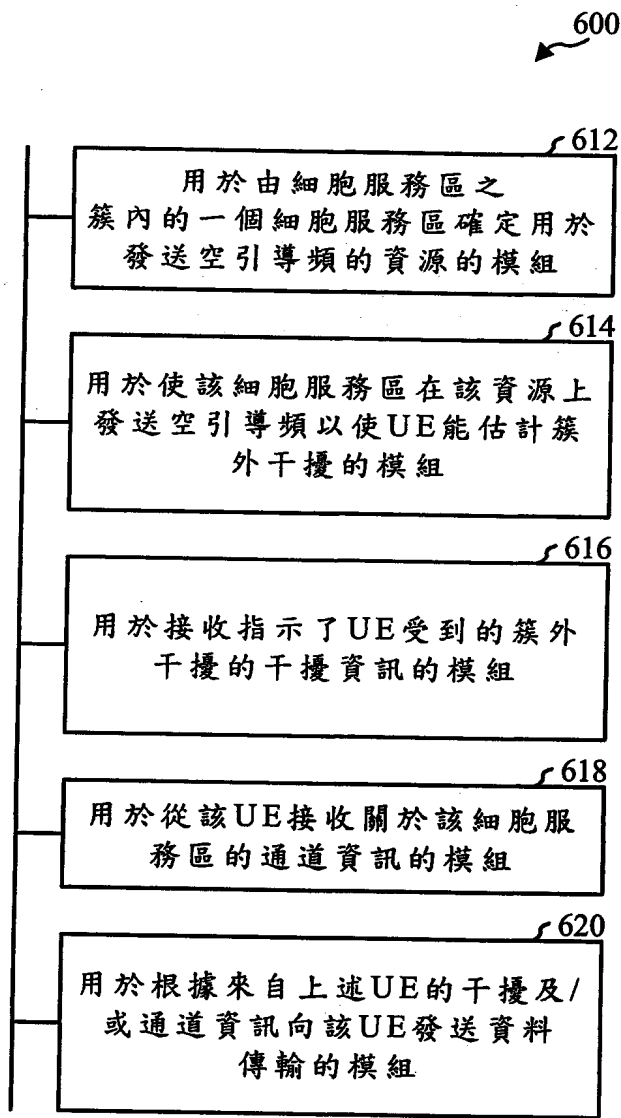 600
612
用於由細胞服務區之
簇內的一個細胞服務區確定用於
發送空引導頻的資源的模組
614
用於使該細胞服務區在該資源上
發送空引導頻以使UE能估計簇
外干擾的模組
616
用於接收指示了UE受到的簇外
干擾的干擾資訊的模組
618
用於從該UE接收關於該細胞服
務區的通道資訊的模組
620
用於根據來自上述UE的干擾及/
或通道資訊向該UE發送資料
傳輸的模組